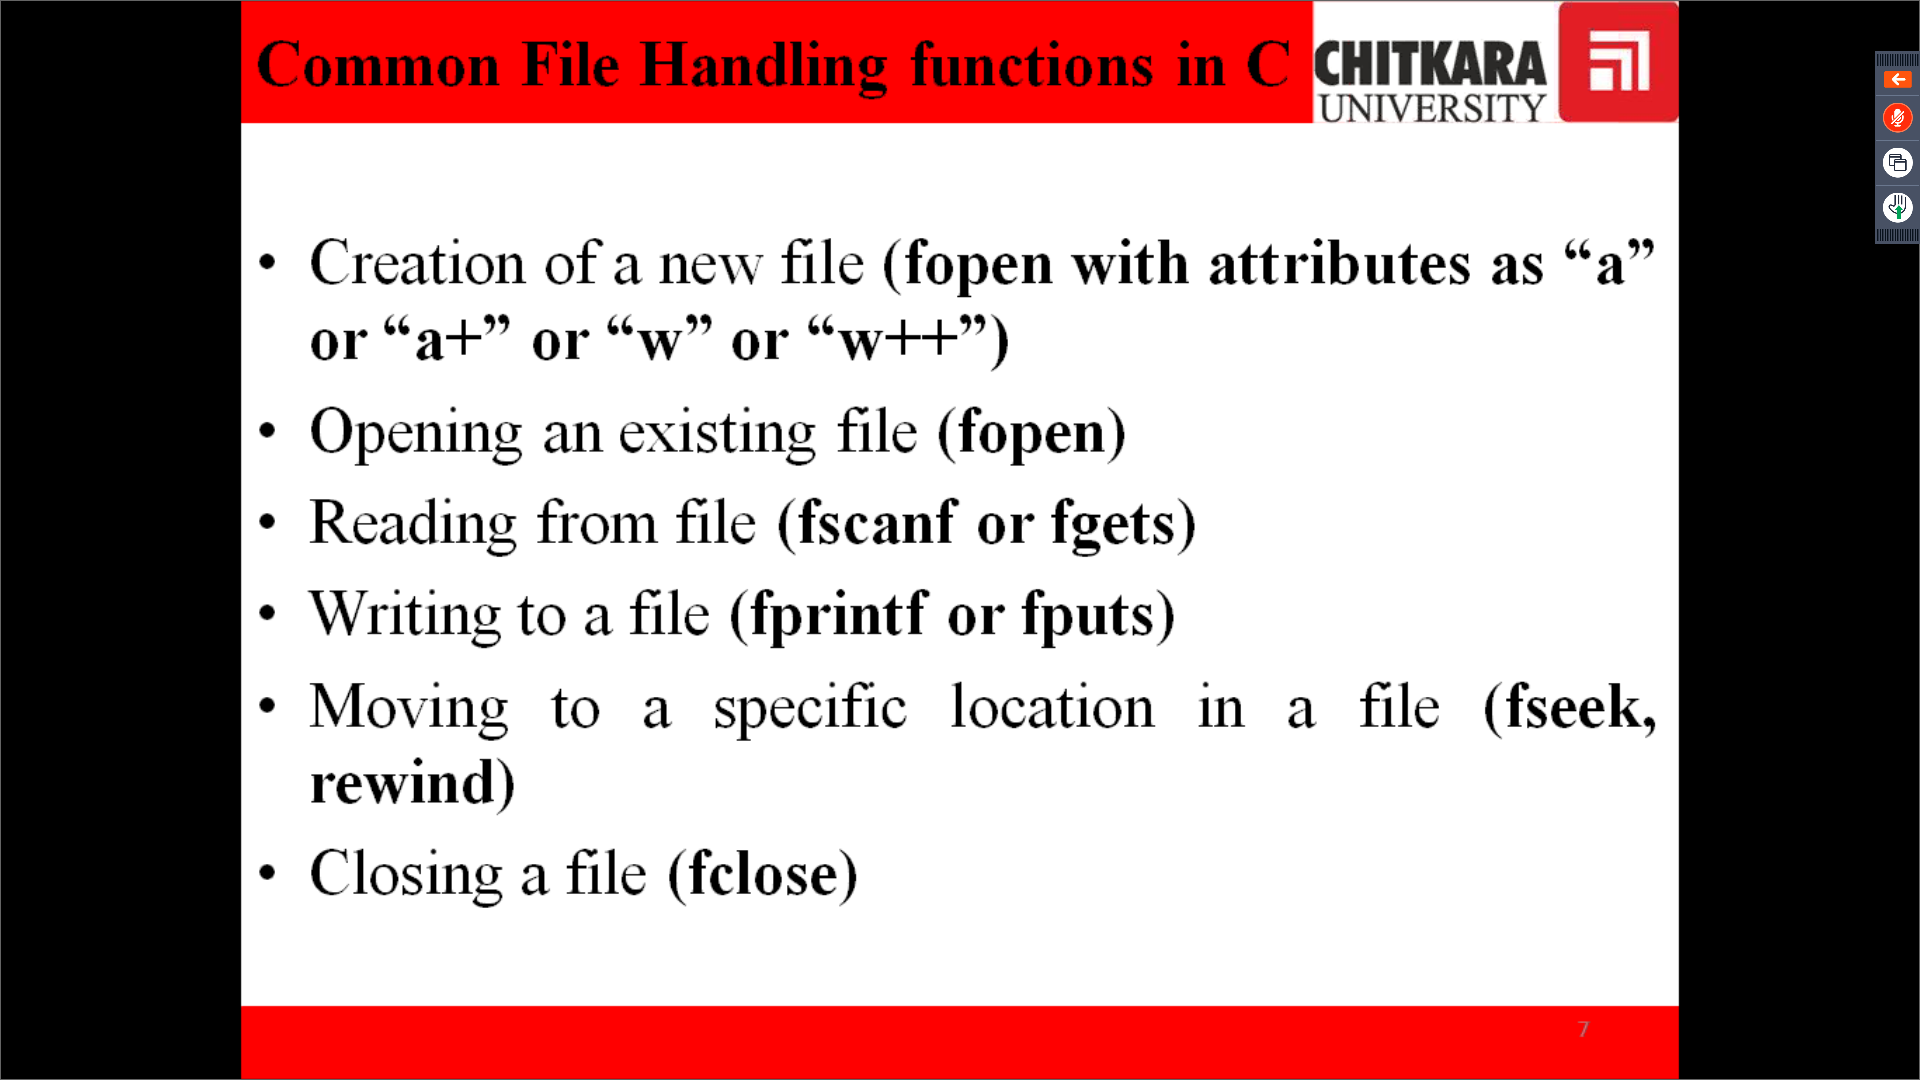 Common File Handling functions in C
CHITKARA
UNIVERSITY
• Creation of a new file (fopen with attributes as “a”
or “a+” or “w” or “w++”)
• Opening an existing file (fopen)
• Reading from file (fscanf or fgets)
• Writing to a file (fprintf or fputs)
• Moving to a specific location in a file (fseek,
rewind)
• Closing a file (fclose)
7